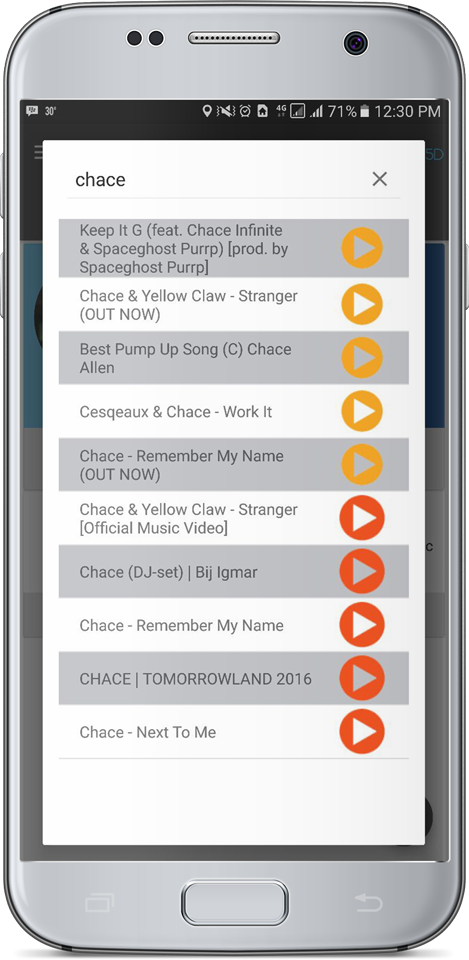 30°
4G
71%
12:30 PM
5D
chace
Keep It G (feat. Chace Infinite
& Spaceghost Purrp) [prod. by
Spaceghost Purrp]
Chace & Yellow Claw - Stranger
(OUT NOW)
Best Pump Up Song (C) Chace
Allen
Cesqeaux & Chace - Work It
Chace - Remember My Name
(OUT NOW)
Chace & Yellow Claw - Stranger
[Official Music Video]
c
Chace (DJ-set) | Bij Igmar
Chace - Remember My Name
CHACE | TOMORROWLAND 2016
Chace - Next To Me